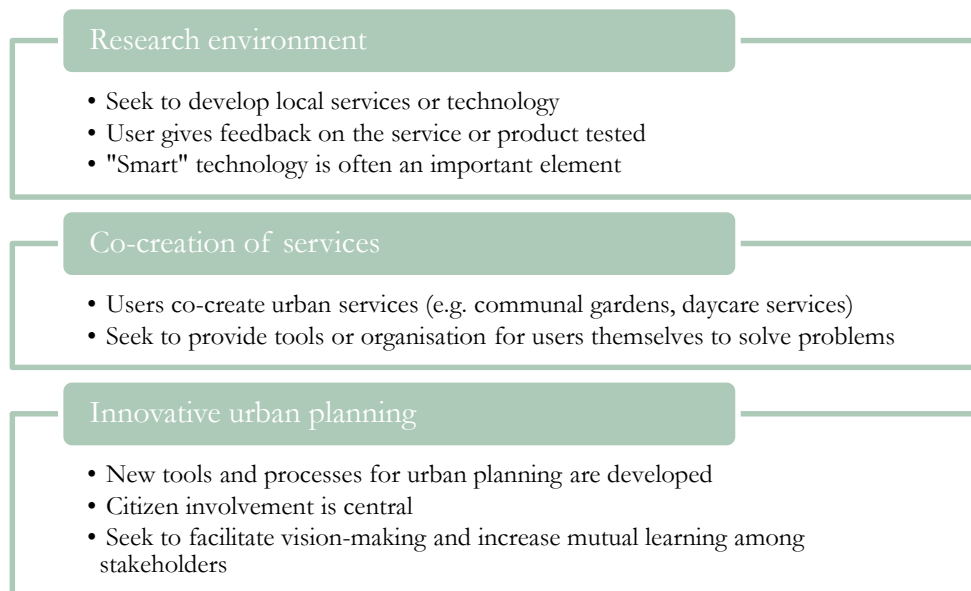 Research environment
• Seek to develop local services or technology
• User gives feedback on the service or product tested
• "Smart" technology is often an important element
Co-creation of services
• Users co-create urban services (e.g. communal gardens, daycare services)
• Seek to provide tools or organisation for users themselves to solve problems
Innovative urban planning
• New tools and processes for urban planning are developed
• Citizen involvement is central
• Seek to facilitate vision-making and increase mutual learning among
stakeholders